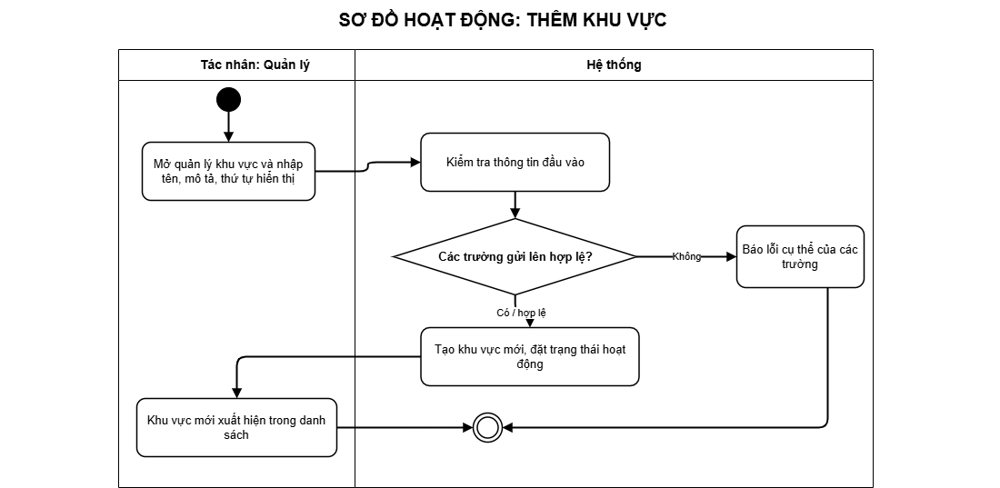 SƠ ĐỒ HOẠT ĐỘNG: THÊM KHU VỰC
Tác nhân: Quản lý
Hệ thống
Mở quản lý khu vực và nhập
tên, mô tả, thứ tự hiển thị
Kiểm tra thông tin đầu vào
Các trường gửi lên hợp lệ?
Không
Báo lỗi cụ thể của các
trường
Có / hợp lệ
Tạo khu vực mới, đặt trạng thái hoạt
động
Khu vực mới xuất hiện trong danh
sách